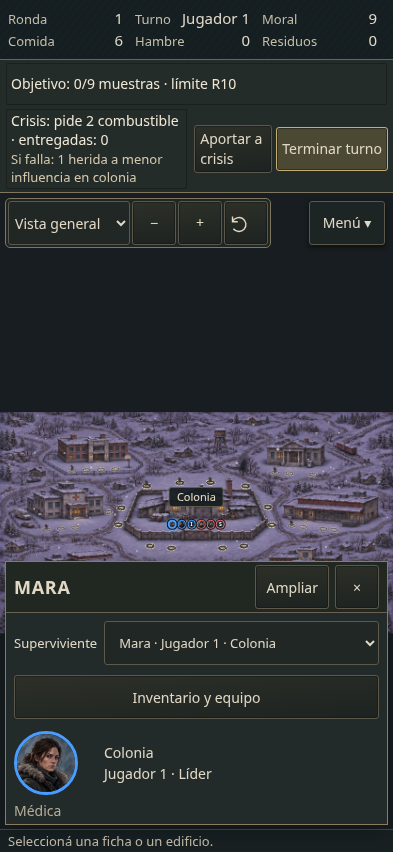 Ronda 1 Turno Jugador 1 Moral 9
Comida 6 Hambre 0 Residuos 0
Objetivo: 0/9 muestras · límite R10
Crisis: pide 2 combustible
· entregadas: 0
Si falla: 1 herida a menor
influencia en colonia
Aportar a
crisis
Terminar turno
Vista general
−
+
Menú ▾
Colonia
MARA
Ampliar
×
Superviviente
Mara · Jugador 1 · Colonia
Inventario y equipo
Colonia
Jugador 1 · Líder
Médica
Seleccioná una ficha o un edificio.